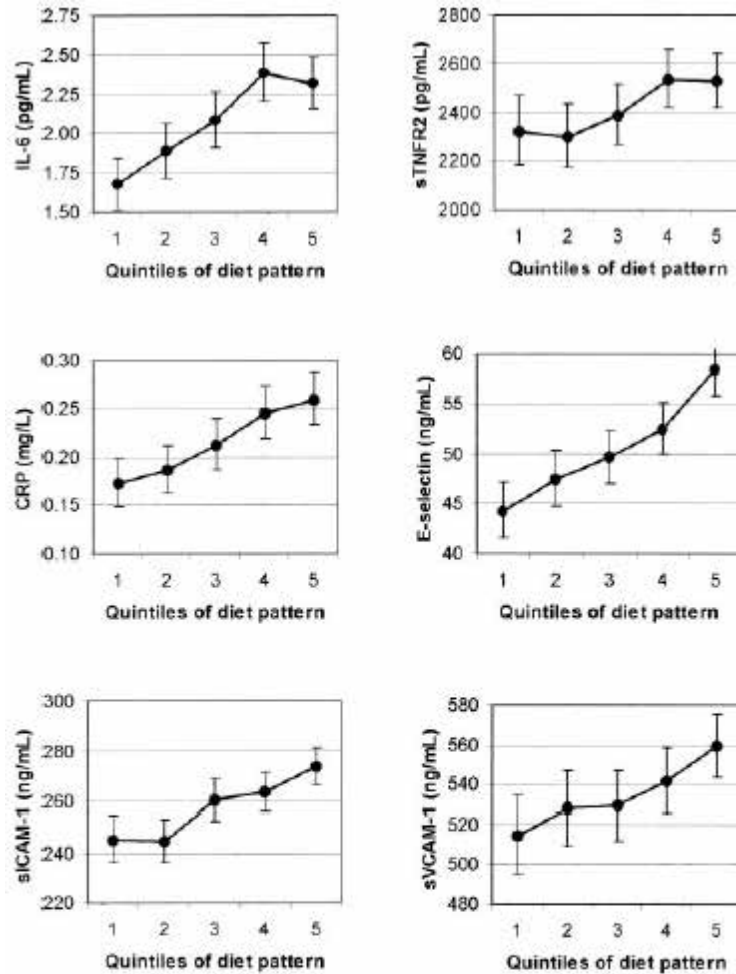 IL-6 (pg/mL)
2.75
2.50
2.25
2.00
1.75
1.50
1 2 3 4 5
Quintiles of diet pattern
sTNFR2 (pg/mL)
2800
2600
2400
2200
2000
1 2 3 4 5
Quintiles of diet pattern
CRP (mg/L)
0.30
0.25
0.20
0.15
0.10
1 2 3 4 5
Quintiles of diet pattern
E-selectin (ng/mL)
60
55
50
45
40
1 2 3 4 5
Quintiles of diet pattern
sICAM-1 (ng/mL)
300
280
260
240
220
1 2 3 4 5
Quintiles of diet pattern
sVCAM-1 (ng/mL)
580
560
540
520
500
480
1 2 3 4 5
Quintiles of diet pattern